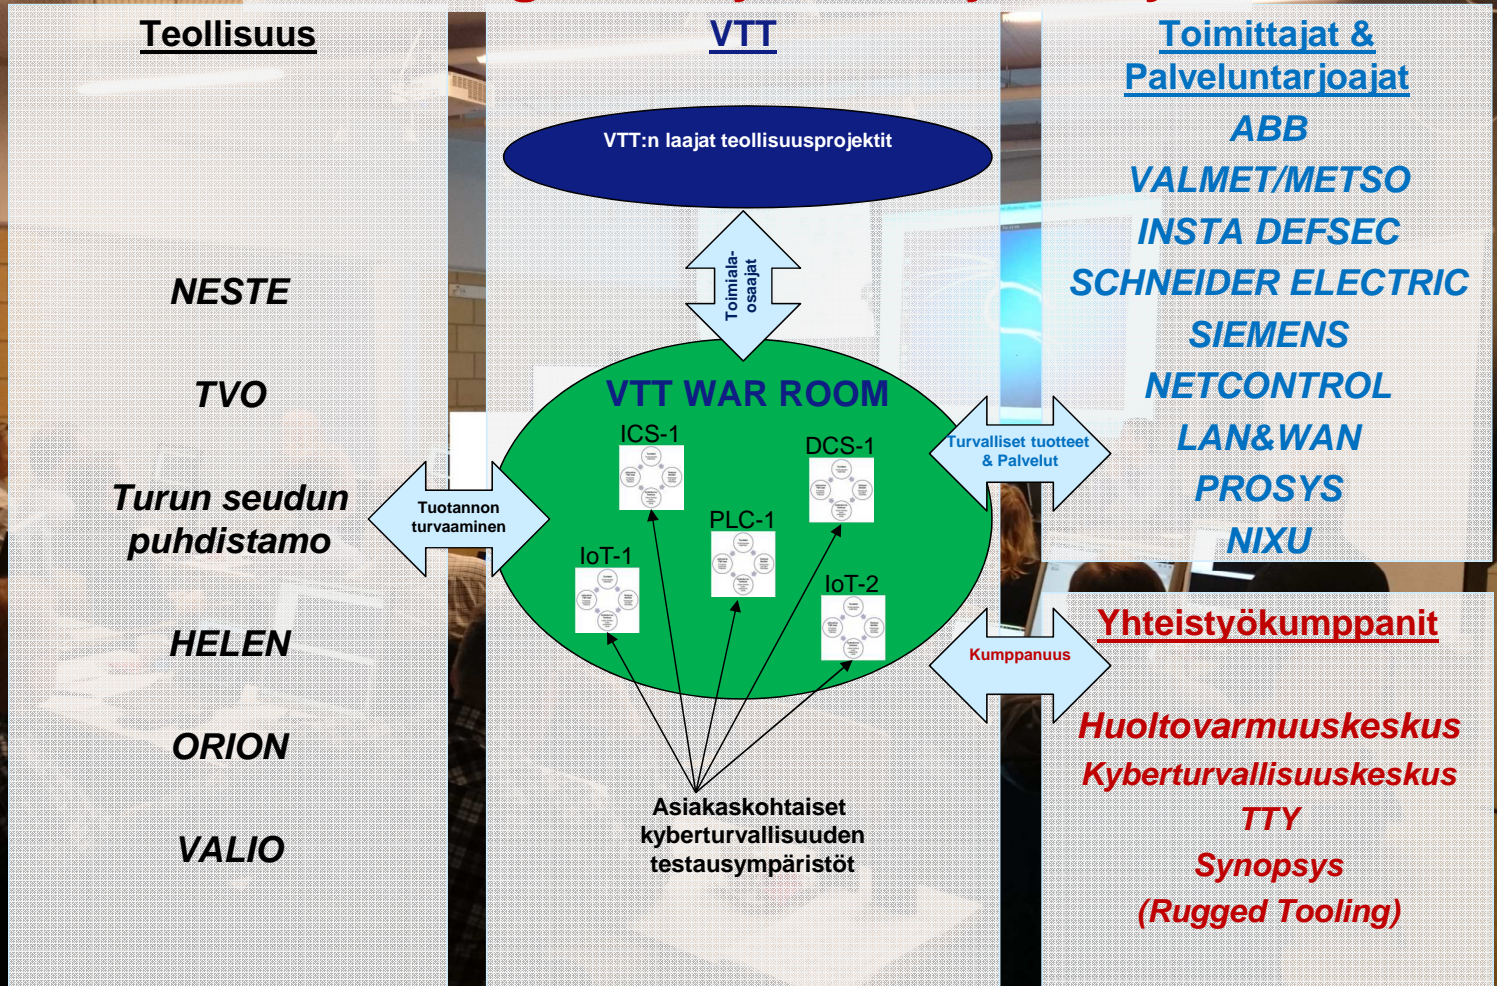 Teollisuus
NESTE
TVO
Turun seudun
puhdistamo
HELEN
ORION
VALIO
VTT
VTT:n laajat teollisuusprojektit
Toimiala-
osaajat
VTT WAR ROOM
ICS-1
DCS-1
PLC-1
IoT-1
IoT-2
Tuotannon
turvaaminen
Turvalliset tuotteet
& Palvelut
Kumppanuus
Asiakaskohtaiset
kyberturvallisuuden
testausympäristöt
Toimittajat &
Palveluntarjoajat
ABB
VALMET/METSO
INSTA DEFSEC
SCHNEIDER ELECTRIC
SIEMENS
NETCONTROL
LAN&WAN
PROSYS
NIXU
Yhteistyökumppanit
Huoltovarmuuskeskus
Kyberturvallisuuskeskus
TTY
Synopsys
(Rugged Tooling)